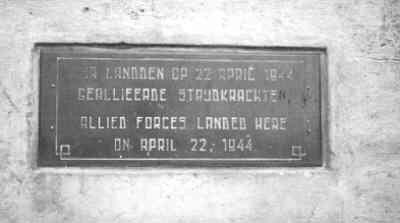 LANDDEN OP 22 APRIL 1944
GEALLIEERDE STRIJDKRACHTEN
ALLIED FORCES LANDED HERE
ON APRIL 22, 1944